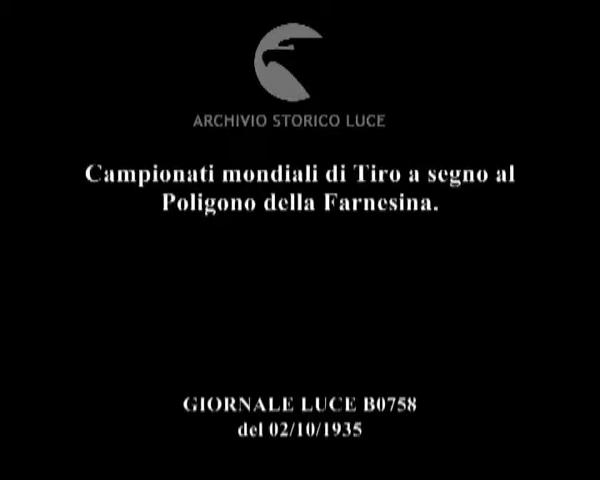 ARCHIVIO STORICO LUCE
Campionati mondiali di Tiro a segno al
Poligono della Farnesina.
GIORNALE LUCE B0758
del 02/10/1935